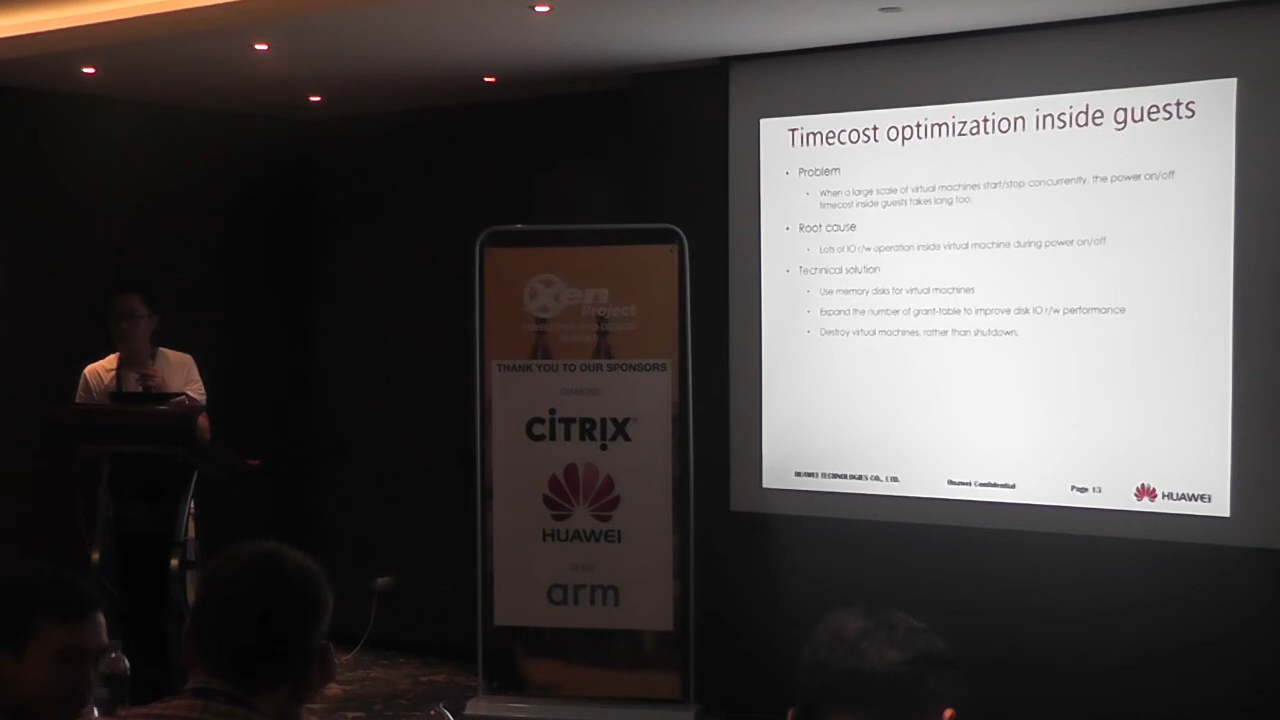 Timecost optimization inside guests
• Problem
• When a large scale of virtual machines start/stop concurrently, the power on/off
timecost inside guests takes long too.
• Root cause
• Lots of IO r/w operation inside virtual machine during power on/off
• Technical solution
• Use memory disks for virtual machines
• Expand the number of grant-table to improve disk IO r/w performance
• Destroy virtual machines, rather than shutdown.
HUAWEI TECHNOLOGIES CO., LTD.
Huawei Confidential
Page 13
HUAWEI
Xen
Project
THANK YOU TO OUR SPONSORS
CITRIX
HUAWEI
arm